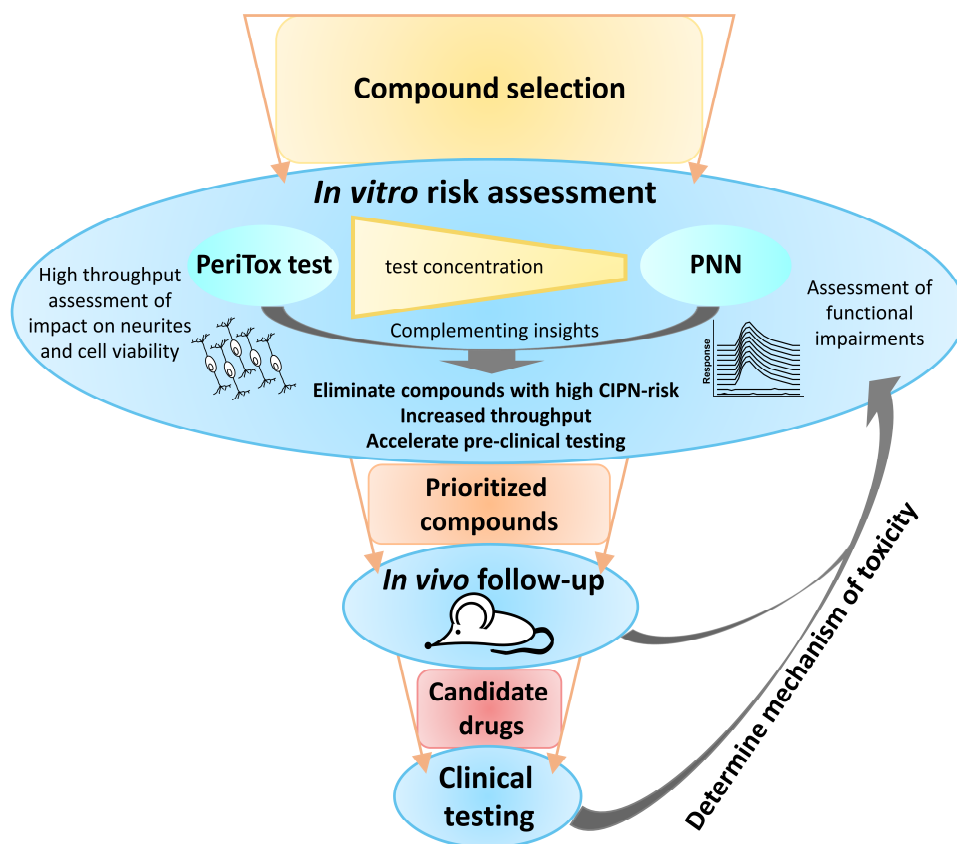 Compound selection
In vitro risk assessment
PeriTox test
test concentration
PNN
High throughput
assessment of
impact on neurites
and cell viability
Assessment of
functional
impairments
Complementing insights
Response
Eliminate compounds with high CIPN-risk
Increased throughput
Accelerate pre-clinical testing
Prioritized
compounds
In vivo follow-up
Candidate
drugs
Clinical
testing
Determine mechanism of toxicity